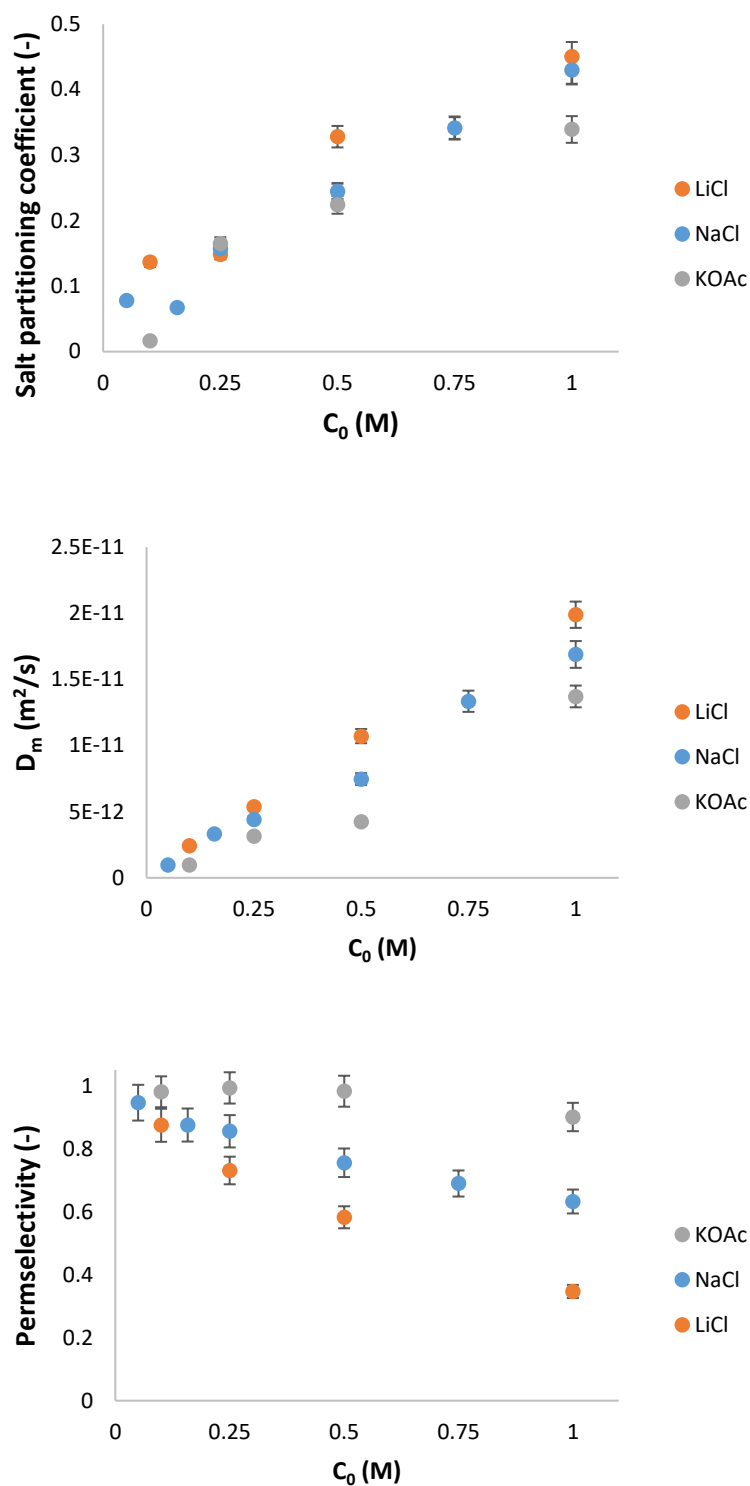 Salt partitioning coefficient (-)
0.5
0.4
0.3
0.2
0.1
0
0 0.25 0.5 0.75 1
C₀ (M)
LiCl
NaCl
KOAc
Dₘ (m²/s)
2.5E-11
2E-11
1.5E-11
1E-11
5E-12
0
0 0.25 0.5 0.75 1
C₀ (M)
LiCl
NaCl
KOAc
Permselectivity (-)
1
0.8
0.6
0.4
0.2
0
0 0.25 0.5 0.75 1
C₀ (M)
KOAc
NaCl
LiCl